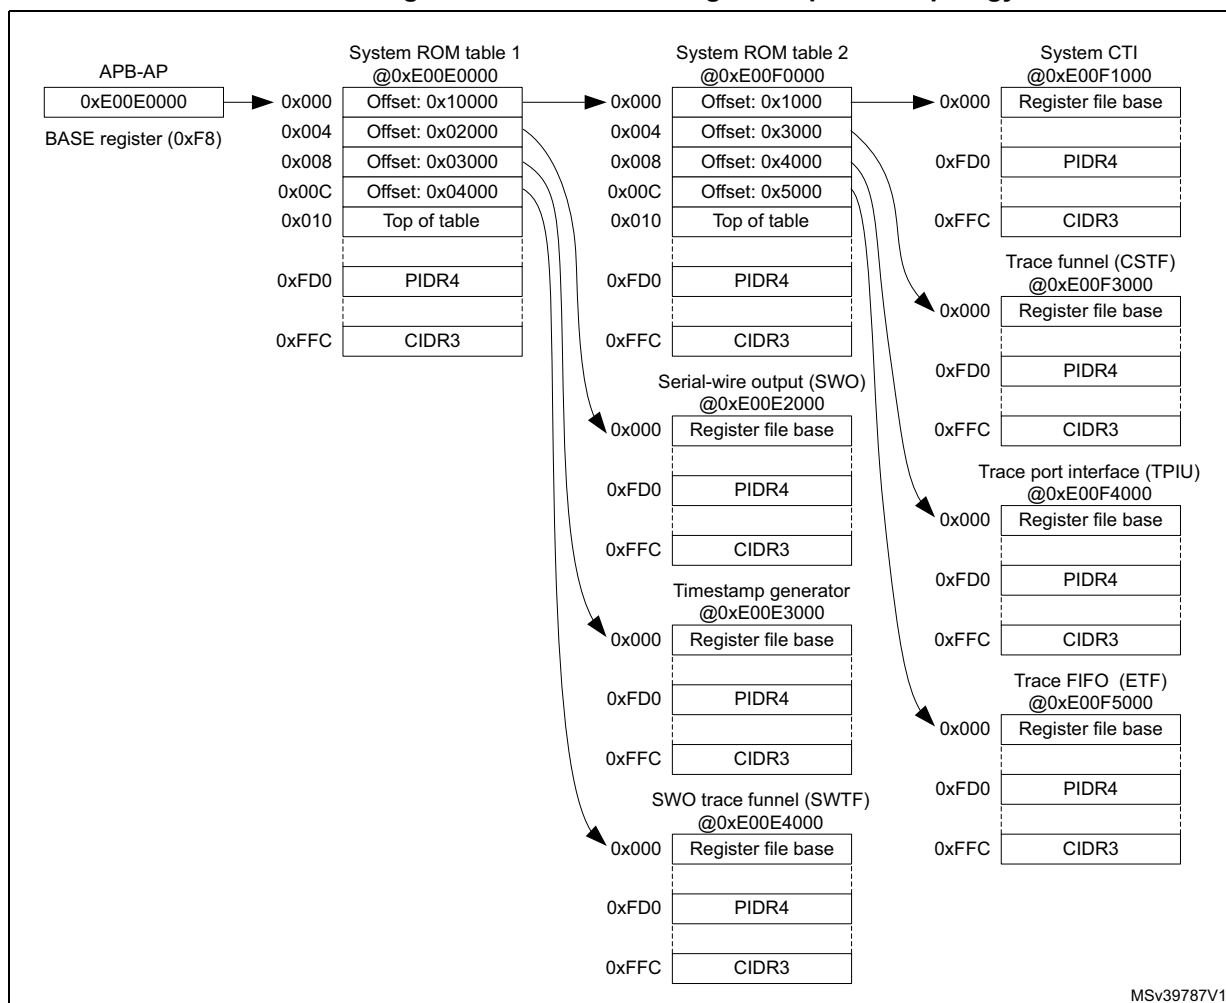 APB-AP
0xE00E0000
BASE register (0xF8)
System ROM table 1
@0xE00E0000
0x000 Offset: 0x10000
0x004 Offset: 0x02000
0x008 Offset: 0x03000
0x00C Offset: 0x04000
0x010 Top of table
0xFD0 PIDR4
0xFFC CIDR3
System ROM table 2
@0xE00F0000
0x000 Offset: 0x1000
0x004 Offset: 0x3000
0x008 Offset: 0x4000
0x00C Offset: 0x5000
0x010 Top of table
0xFD0 PIDR4
0xFFC CIDR3
Serial-wire output (SWO)
@0xE00E2000
0x000 Register file base
0xFD0 PIDR4
0xFFC CIDR3
Timestamp generator
@0xE00E3000
0x000 Register file base
0xFD0 PIDR4
0xFFC CIDR3
SWO trace funnel (SWTF)
@0xE00E4000
0x000 Register file base
0xFD0 PIDR4
0xFFC CIDR3
System CTI
@0xE00F1000
0x000 Register file base
0xFD0 PIDR4
0xFFC CIDR3
Trace funnel (CSTF)
@0xE00F3000
0x000 Register file base
0xFD0 PIDR4
0xFFC CIDR3
Trace port interface (TPIU)
@0xE00F4000
0x000 Register file base
0xFD0 PIDR4
0xFFC CIDR3
Trace FIFO (ETF)
@0xE00F5000
0x000 Register file base
0xFD0 PIDR4
0xFFC CIDR3
MSv39787V1